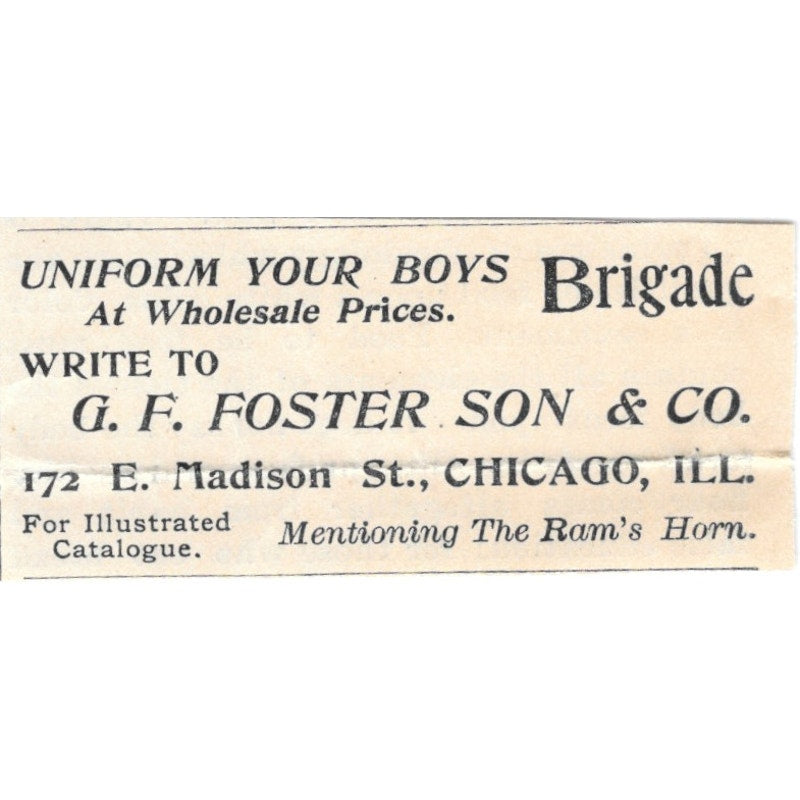 UNIFORM YOUR BOYS Brigade
At Wholesale Prices.
WRITE TO
G. F. FOSTER SON & CO.
172 E. Madison St., CHICAGO, ILL.
For Illustrated
Catalogue.
Mentioning The Ram's Horn.